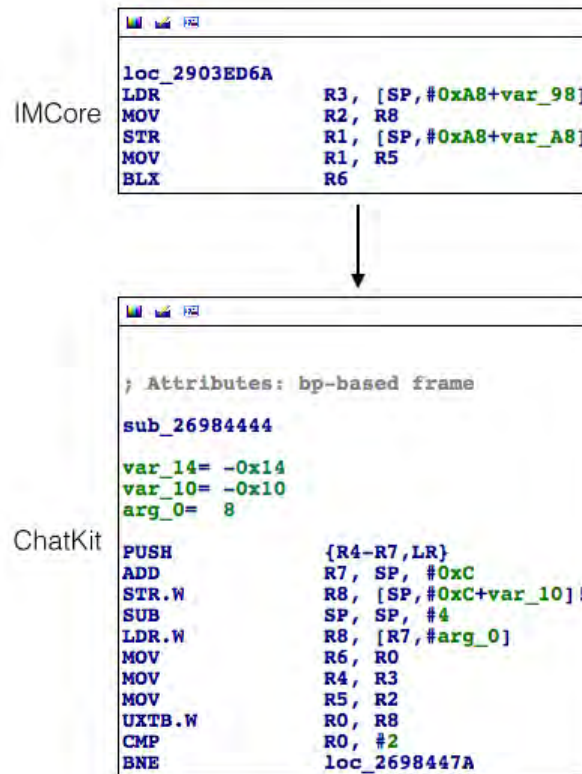 IMCore
loc_2903ED6A
LDR R3, [SP,#0xA8+var_98]
MOV R2, R8
STR R1, [SP,#0xA8+var_A8]
MOV R1, R5
BLX R6
ChatKit
; Attributes: bp-based frame
sub_26984444
var_14= -0x14
var_10= -0x10
arg_0= 8
PUSH {R4-R7,LR}
ADD R7, SP, #0xC
STR.W R8, [SP,#0xC+var_10]!
SUB SP, SP, #4
LDR.W R8, [R7,#arg_0]
MOV R6, R0
MOV R4, R3
MOV R5, R2
UXTB.W R0, R8
CMP R0, #2
BNE loc_2698447A